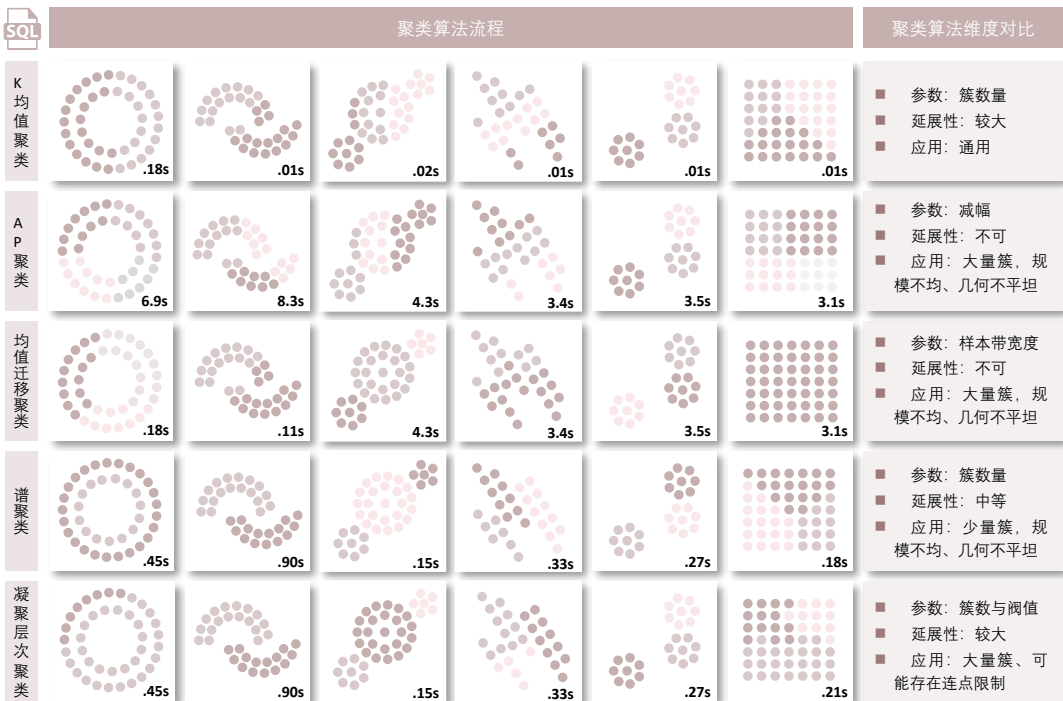 SQL
聚类算法流程
聚类算法维度对比
K均值聚类
.18s
.01s
.02s
.01s
.01s
.01s
■ 参数：簇数量
■ 延展性：较大
■ 应用：通用
AP聚类
6.9s
8.3s
4.3s
3.4s
3.5s
3.1s
■ 参数：减幅
■ 延展性：不可
■ 应用：大量簇，规
模不均、几何不平坦
均值迁移聚类
.18s
.11s
4.3s
3.4s
3.5s
3.1s
■ 参数：样本带宽度
■ 延展性：不可
■ 应用：大量簇，规
模不均、几何不平坦
谱聚类
.45s
.90s
.15s
.33s
.27s
.18s
■ 参数：簇数量
■ 延展性：中等
■ 应用：少量簇，规
模不均、几何不平坦
凝聚层次聚类
.45s
.90s
.15s
.33s
.27s
.21s
■ 参数：簇数与阀值
■ 延展性：较大
■ 应用：大量簇、可
能存在连点限制